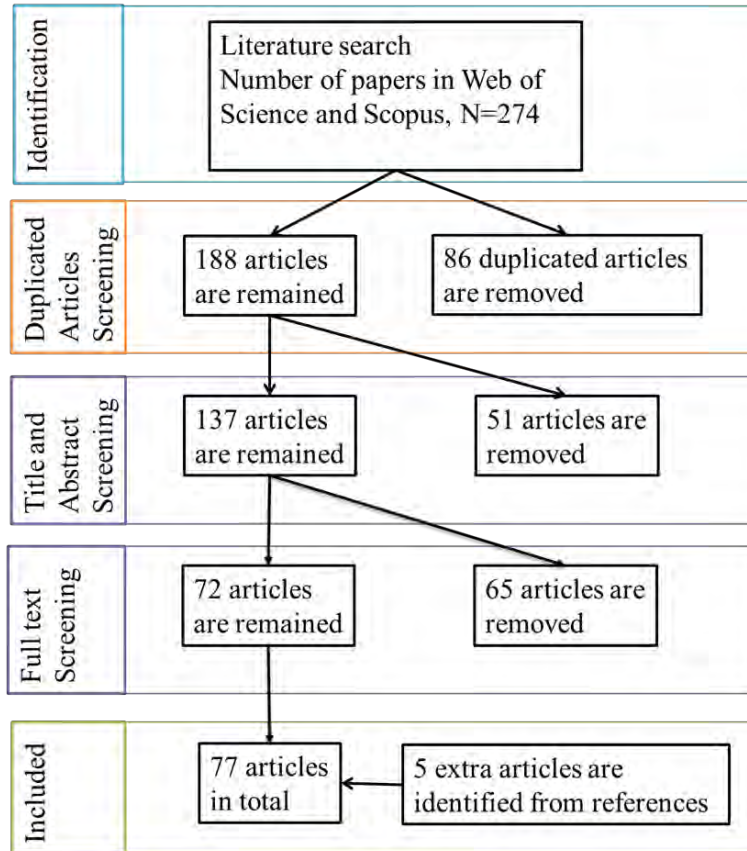 Identification
Literature search
Number of papers in Web of
Science and Scopus, N=274
Duplicated
Articles
Screening
188 articles
are remained
86 duplicated articles
are removed
Title and
Abstract
Screening
137 articles
are remained
51 articles are
removed
Full text
Screening
72 articles
are remained
65 articles are
removed
Included
77 articles
in total
5 extra articles are
identified from references